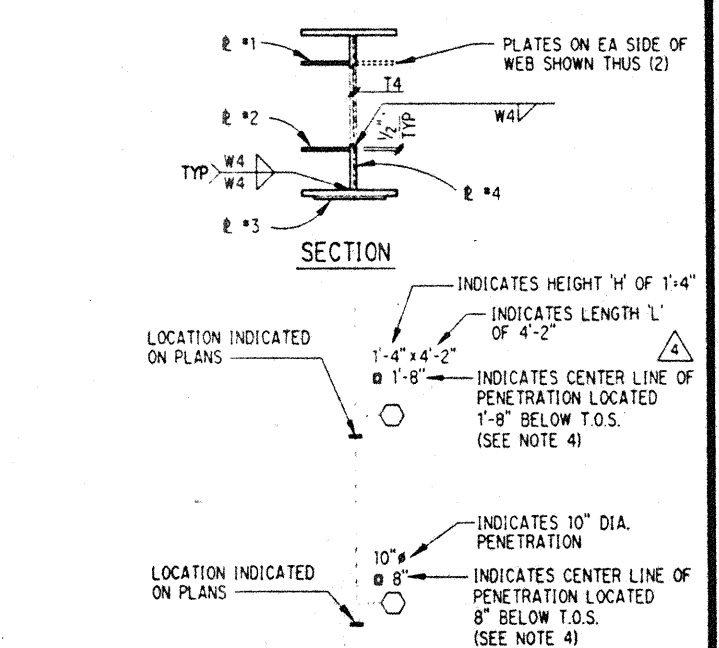 ℄ #1
PLATES ON EA SIDE OF
WEB SHOWN THUS (2)
T4
℄ #2
1/2"
TYP
W4
TYP
W4
W4
℄ #4
℄ #3
SECTION
INDICATES HEIGHT 'H' OF 1'-4"
INDICATES LENGTH 'L'
OF 4'-2"
LOCATION INDICATED
ON PLANS
1'-4" x 4'-2"
4
@ 1'-8"
INDICATES CENTER LINE OF
PENETRATION LOCATED
1'-8" BELOW T.O.S.
(SEE NOTE 4)
INDICATES 10" DIA.
PENETRATION
10"ø
LOCATION INDICATED
ON PLANS
@ 8"
INDICATES CENTER LINE OF
PENETRATION LOCATED
8" BELOW T.O.S.
(SEE NOTE 4)